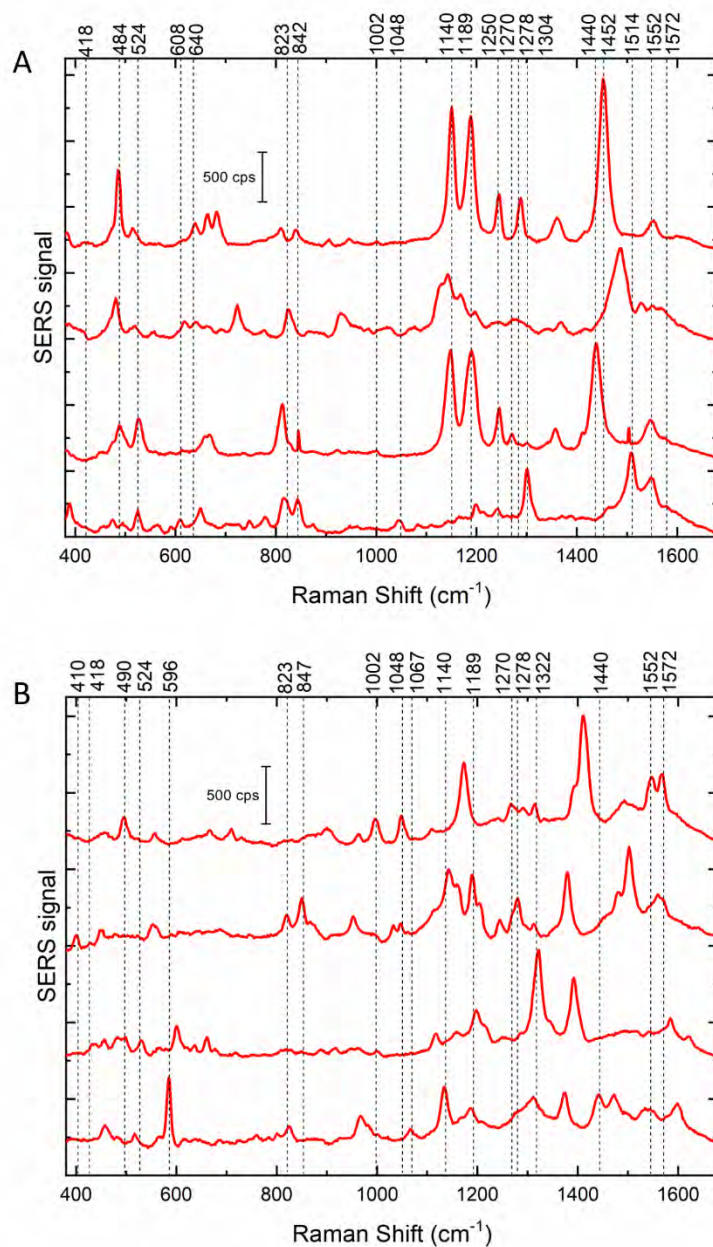 A
418 484 524 608 640 823 842 1002 1048 1140 1189 1250 1270 1278 1304 1440 1452 1514 1552 1572
500 cps
SERS signal
400 600 800 1000 1200 1400 1600
Raman Shift (cm⁻¹)
B
410 418 490 524 596 823 847 1002 1048 1067 1140 1189 1270 1278 1322 1440 1552 1572
500 cps
SERS signal
400 600 800 1000 1200 1400 1600
Raman Shift (cm⁻¹)